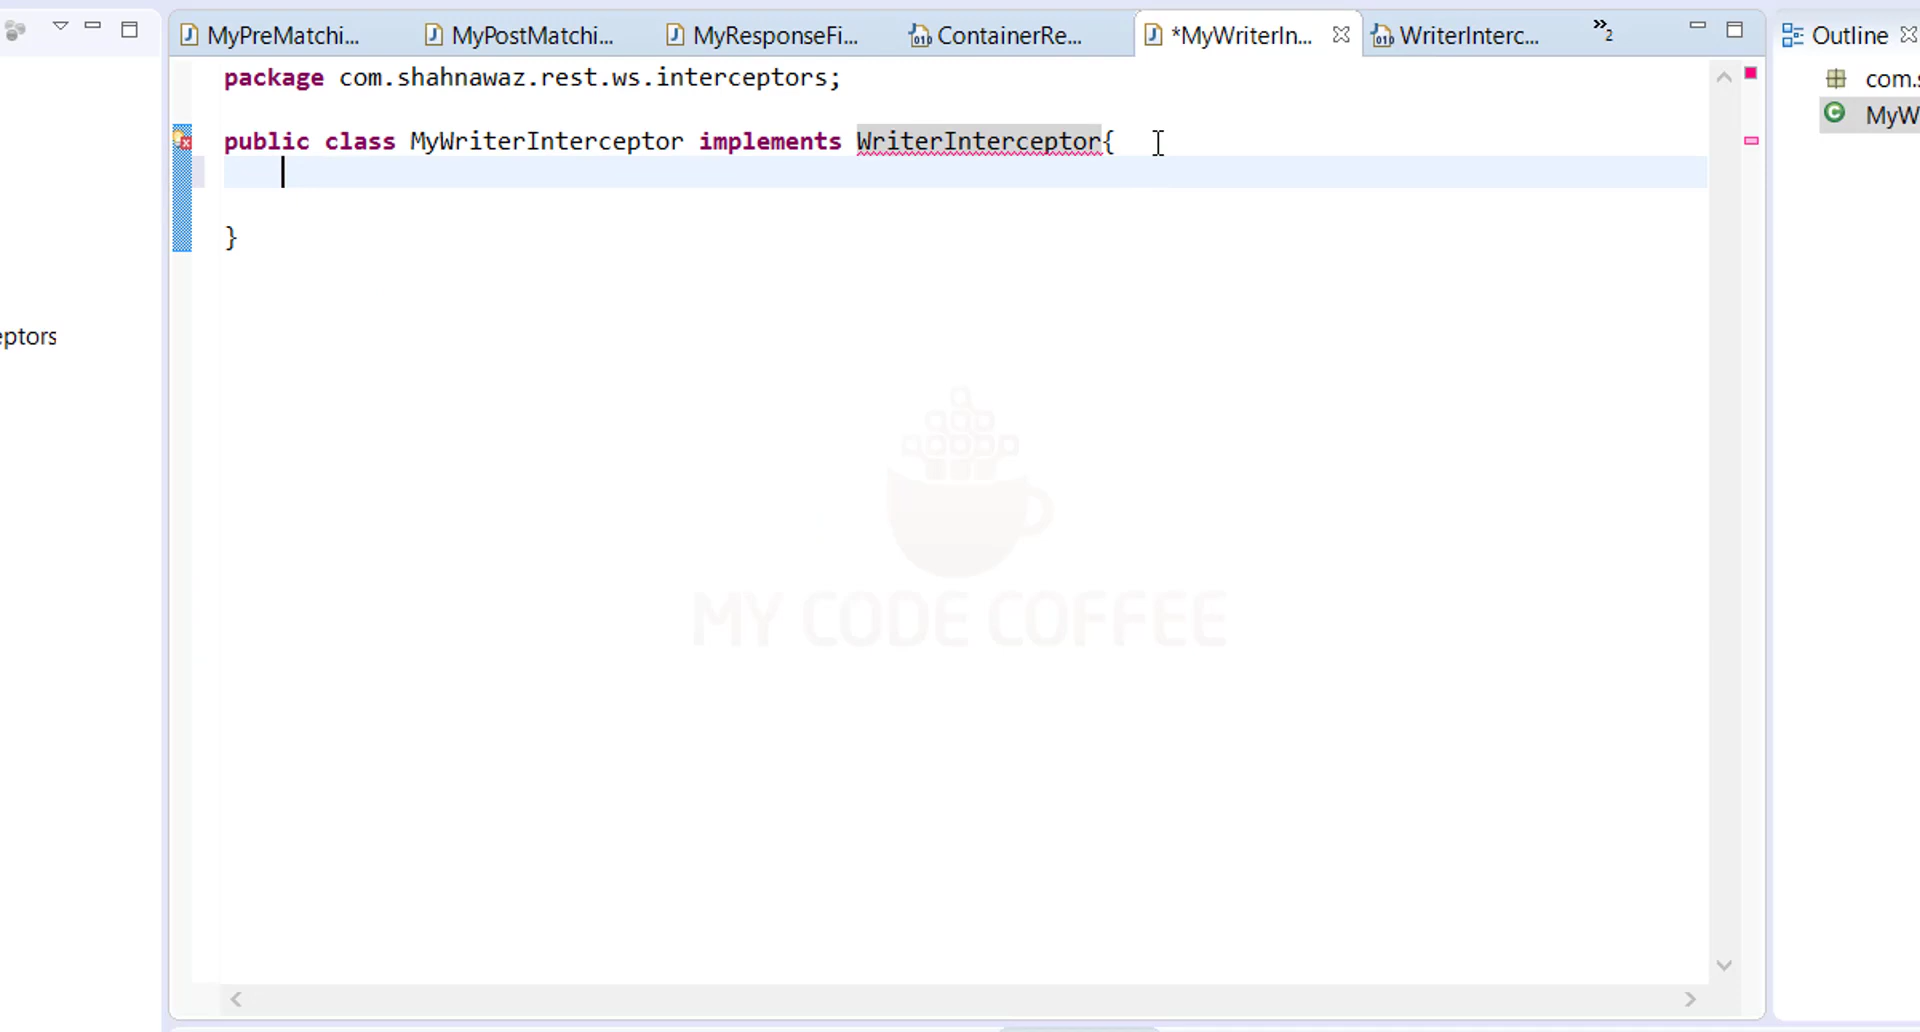 MyPreMatchi... MyPostMatchi... MyResponseFi... ContainerRe... *MyWriterIn... WriterInterc... »2 Outline
package com.shahnawaz.rest.ws.interceptors;
com.s
public class MyWriterInterceptor implements WriterInterceptor{
MyW
}
eptors
MY CODE COFFEE